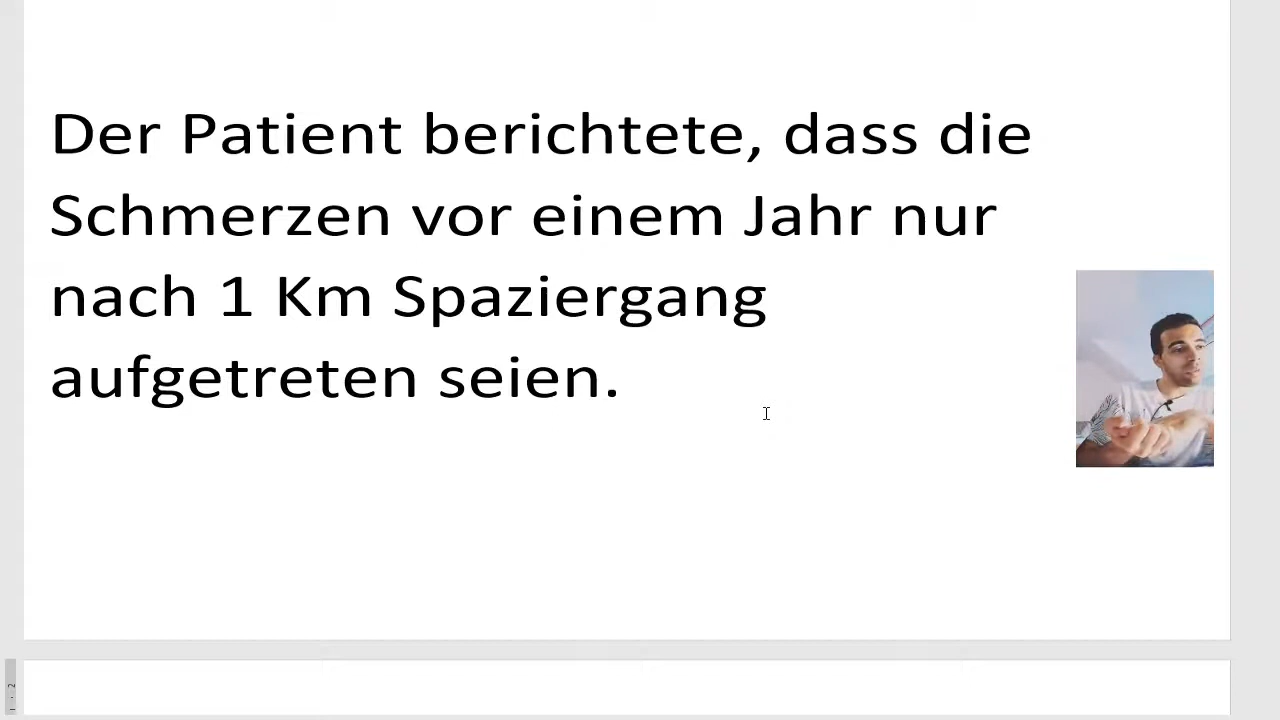 Der Patient berichtete, dass die
Schmerzen vor einem Jahr nur
nach 1 Km Spaziergang
aufgetreten seien.